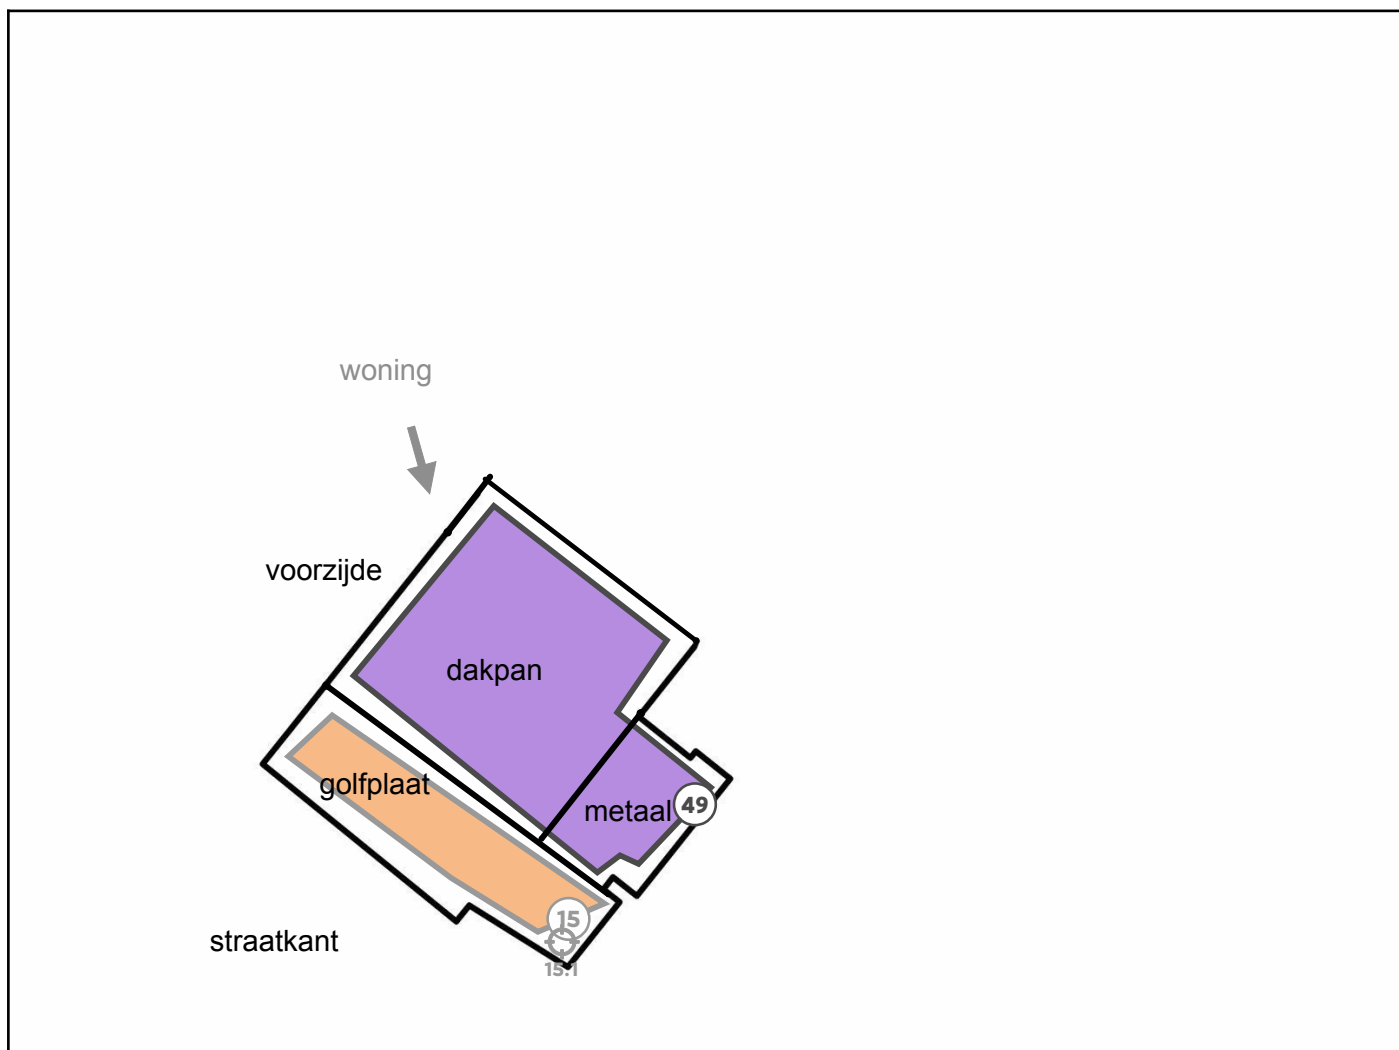 woning
voorzijde
dakpan
golfplaat
metaal
49
15
straatkant
15.1